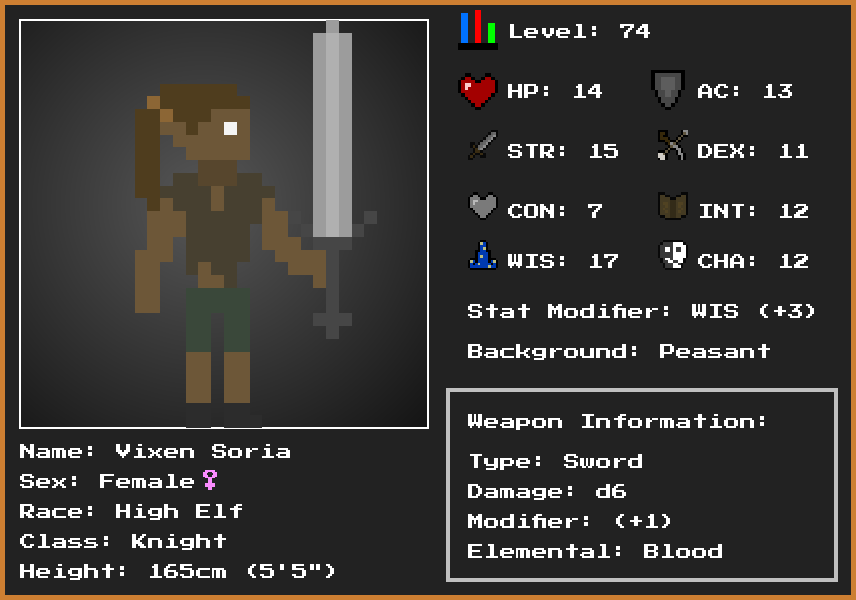 Level: 74
HP: 14
AC: 13
STR: 15
DEX: 11
CON: 7
INT: 12
WIS: 17
CHA: 12
Stat Modifier: WIS (+3)
Background: Peasant
Weapon Information:
Type: Sword
Damage: d6
Modifier: (+1)
Elemental: Blood
Name: Vixen Soria
Sex: Female♀
Race: High Elf
Class: Knight
Height: 165cm (5'5")